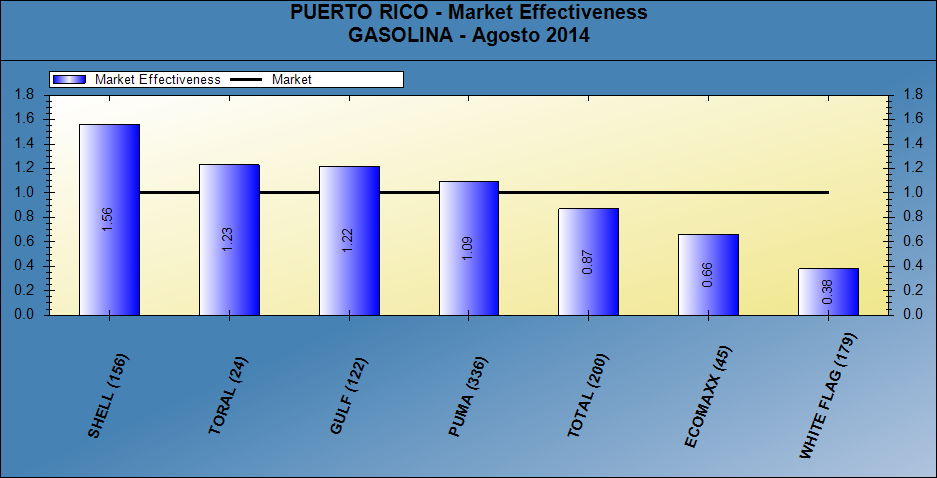 PUERTO RICO - Market Effectiveness
GASOLINA - Agosto 2014
Market Effectiveness Market
1.8 1.8
1.6 1.6
1.4 1.4
1.2 1.2
1.0 1.0
0.8 0.8
0.6 0.6
0.4 0.4
0.2 0.2
0.0 0.0
1.56
1.23
1.22
1.09
0.87
0.66
0.38
SHELL (156)
TORAL (24)
GULF (122)
PUMA (336)
TOTAL (200)
ECOMAXX (45)
WHITE FLAG (179)